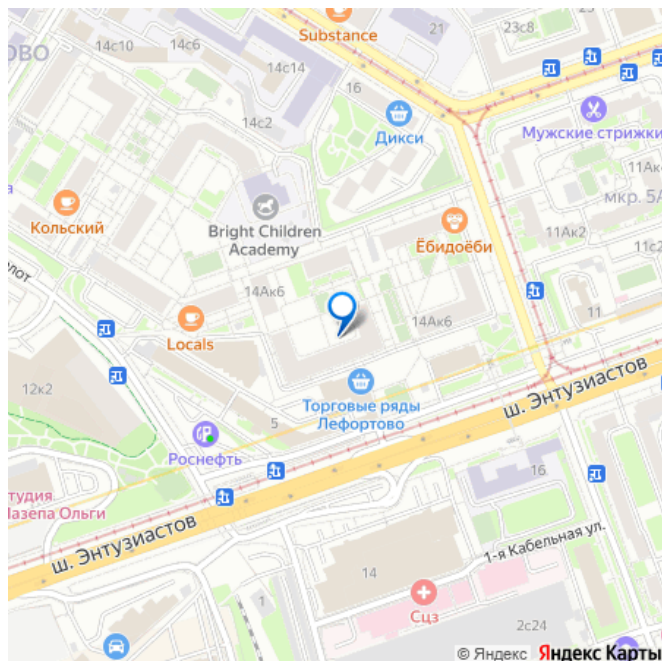 Substance
23с8
21
14с10
14с6
ОВО
14с14
16
14с2
Дикси
Мужские стрижки
11Ак
мкр. 5А
Кольский
Bright Children
Academy
Ёбидоёби
11Ак2
11с2
14Ак6
Locals
14Ак6
11
12к2
Торговые ряды
Лефортово
5
Роснефть
ш. Энтузиастов
16
тудия
Мазепа Ольги
ш. Энтузиастов
14
1-я Кабельная ул.
1
Сцз
2с24
© Яндекс Яндекс Карты